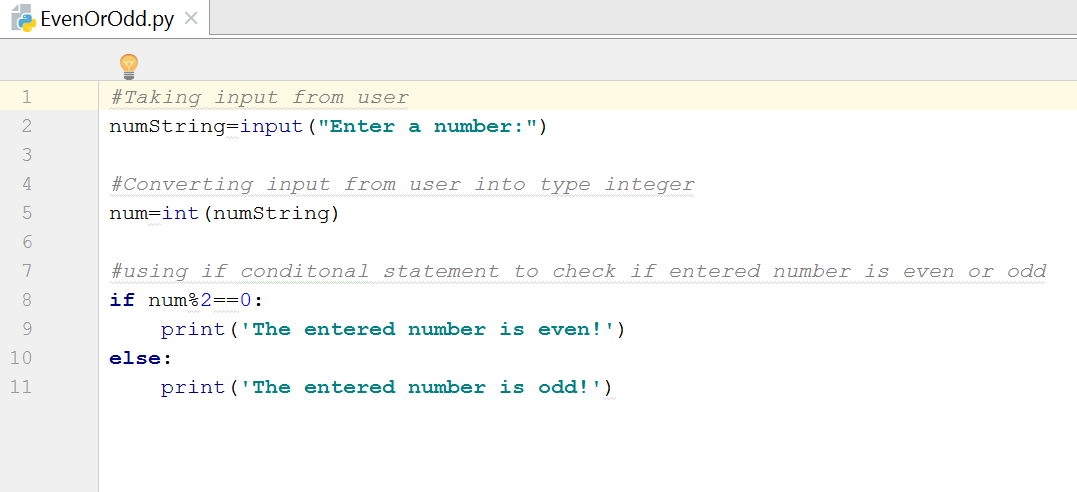 EvenOrOdd.py
1 #Taking input from user
2 numString=input("Enter a number:")
3
4 #Converting input from user into type integer
5 num=int(numString)
6
7 #using if conditonal statement to check if entered number is even or odd
8 if num%2==0:
9     print('The entered number is even!')
10 else:
11     print('The entered number is odd!')